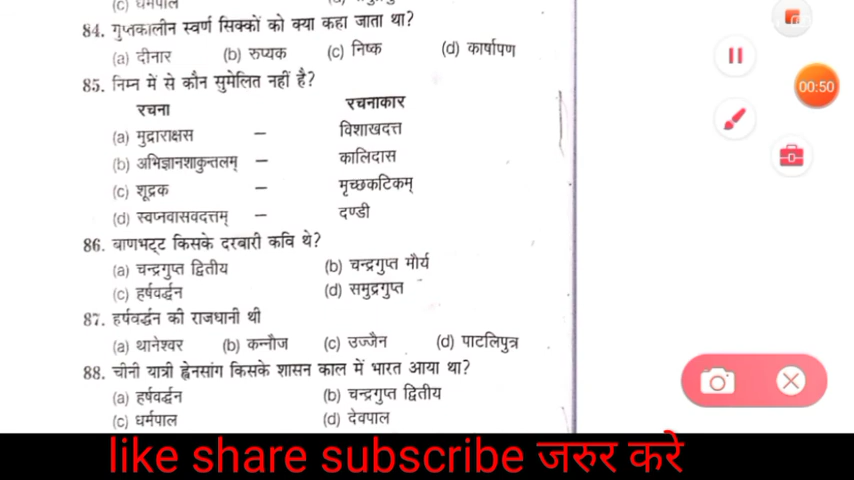 (c) धर्मपाल
84. गुप्तकालीन स्वर्ण सिक्कों को क्या कहा जाता था?
(a) दीनार (b) रुप्यक (c) निष्क (d) कार्षापण
85. निम्न में से कौन सुमेलित नहीं है?
रचना रचनाकार
(a) मुद्राराक्षस – विशाखदत्त
(b) अभिज्ञानशाकुन्तलम् – कालिदास
(c) शूद्रक – मृच्छकटिकम्
(d) स्वप्नवासवदत्तम् – दण्डी
86. बाणभट्ट किसके दरबारी कवि थे?
(a) चन्द्रगुप्त द्वितीय (b) चन्द्रगुप्त मौर्य
(c) हर्षवर्द्धन (d) समुद्रगुप्त
87. हर्षवर्द्धन की राजधानी थी
(a) थानेश्वर (b) कन्नौज (c) उज्जैन (d) पाटलिपुत्र
88. चीनी यात्री ह्वेनसांग किसके शासन काल में भारत आया था?
(a) हर्षवर्द्धन (b) चन्द्रगुप्त द्वितीय
(c) धर्मपाल (d) देवपाल
00:50
like share subscribe जरुर करे